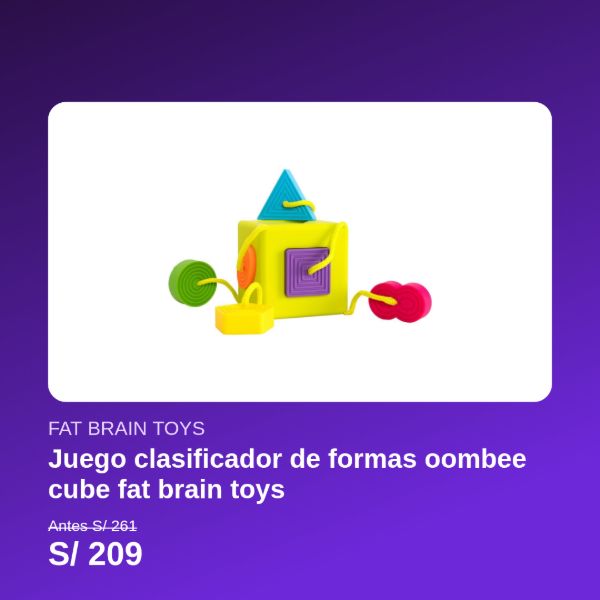 FAT BRAIN TOYS
Juego clasificador de formas oombee
cube fat brain toys
Antes S/ 261
S/ 209